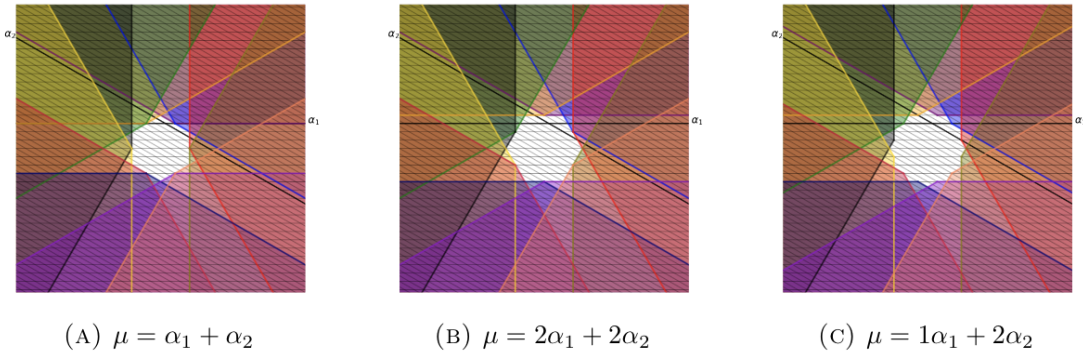 α₂ α₂ α₂
α₁ α₁ α
(A) μ = α₁ + α₂ (B) μ = 2α₁ + 2α₂ (C) μ = 1α₁ + 2α₂